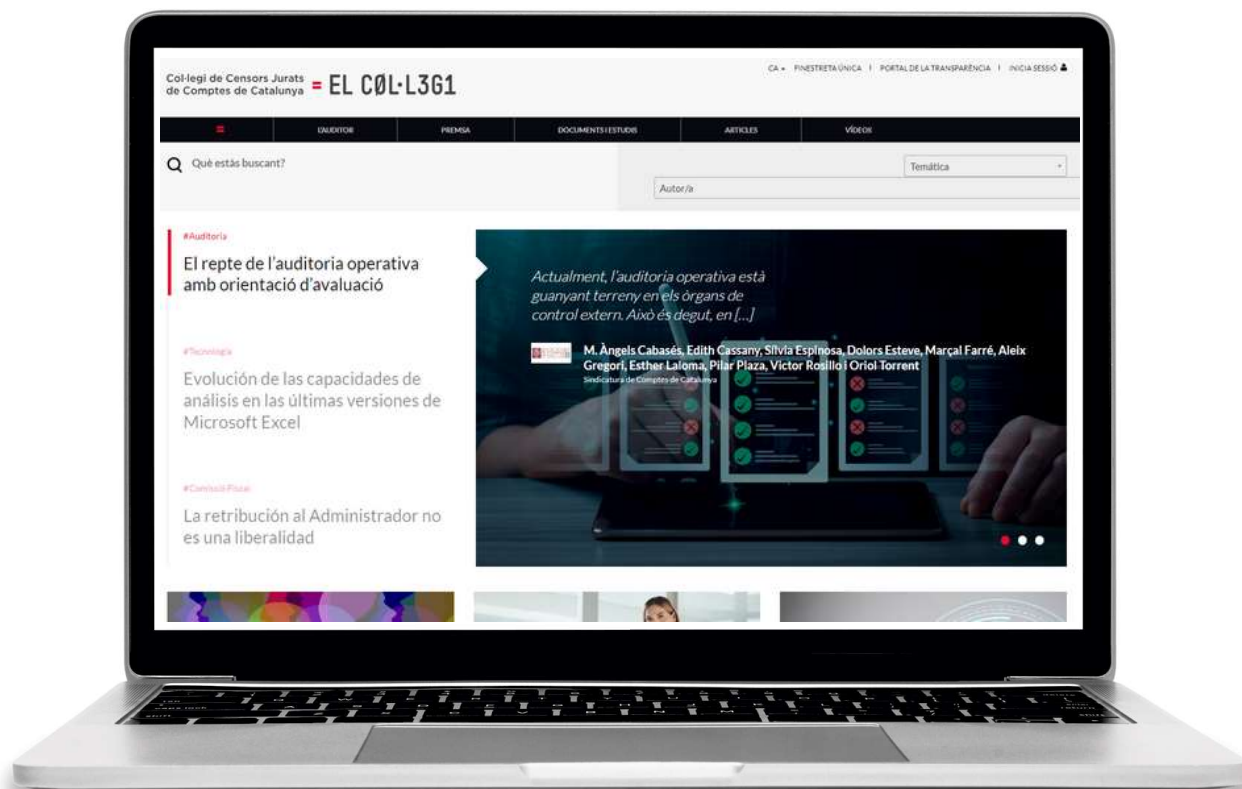 Col·legi de Censors Jurats
de Comptes de Catalunya
= EL CØL·L3G1
CA
FINESTRETA ÚNICA | PORTAL DE LA TRANSPARÈNCIA | INICIA SESSIÓ
L'AUDITOR
PREMSA
DOCUMENTS I ESTUDIS
ARTICLES
VÍDEOS
Què estàs buscant?
Temàtica
Autor/a
#Auditoria
El repte de l'auditoria operativa
amb orientació d'avaluació
#Tecnología
Evolución de las capacidades de
análisis en las últimas versiones de
Microsoft Excel
#Comissió Fiscal
La retribución al Administrador no
es una liberalidad
Actualment, l'auditoria operativa està
guanyant terreny en els òrgans de
control extern. Això és degut, en [...]
M. Àngels Cabasés, Edith Cassany, Sílvia Espinosa, Dolors Esteve, Marçal Farré, Aleix
Gregori, Esther Laloma, Pilar Plaza, Victor Rosillo i Oriol Torrent
Sindicatura de Comptes de Catalunya